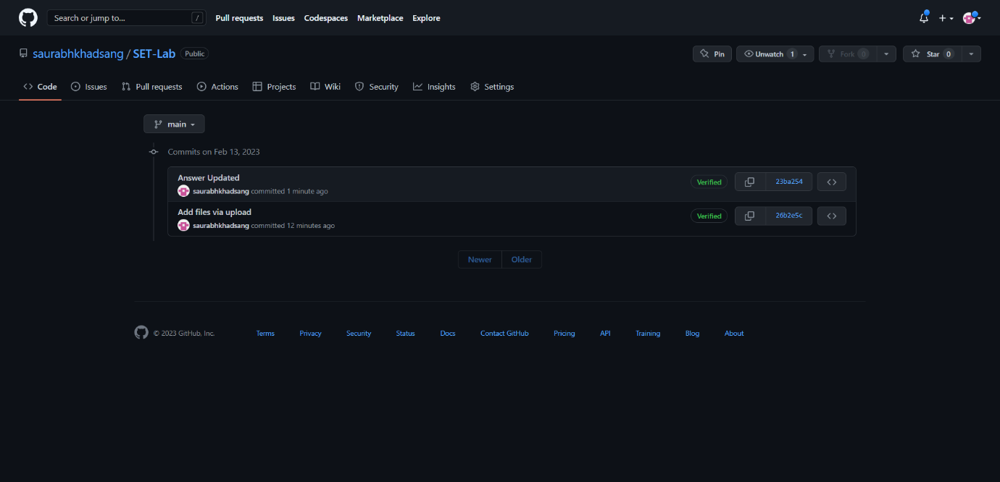 Search or jump to... / Pull requests Issues Codespaces Marketplace Explore
saurabhkhadsang / SET-Lab Public Pin Unwatch 1 Fork 0 Star 0
Code Issues Pull requests Actions Projects Wiki Security Insights Settings
main
Commits on Feb 13, 2023
Answer Updated
saurabhkhadsang committed 1 minute ago
Verified 23ba254
Add files via upload
saurabhkhadsang committed 12 minutes ago
Verified 26b2e5c
Newer Older
© 2023 GitHub, Inc. Terms Privacy Security Status Docs Contact GitHub Pricing API Training Blog About